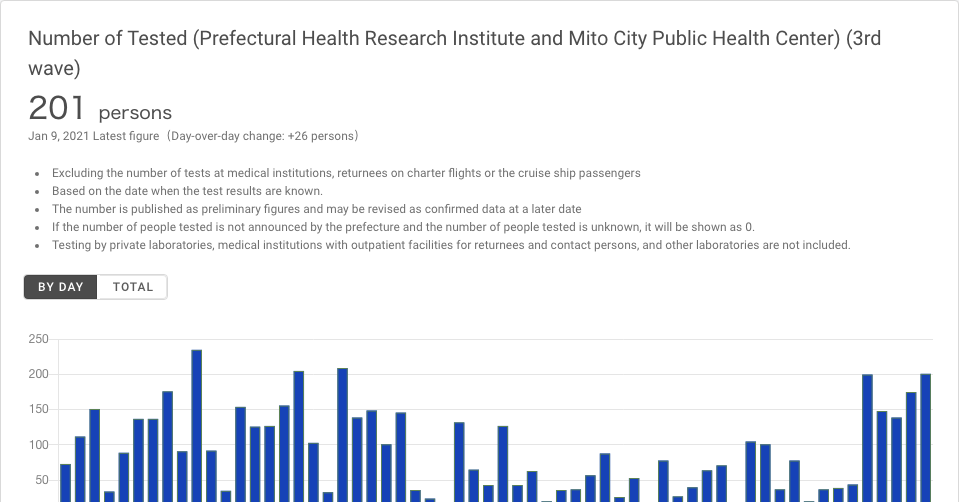 Number of Tested (Prefectural Health Research Institute and Mito City Public Health Center) (3rd
wave)
201 persons
Jan 9, 2021 Latest figure（Day-over-day change: +26 persons）
• Excluding the number of tests at medical institutions, returnees on charter flights or the cruise ship passengers
• Based on the date when the test results are known.
• The number is published as preliminary figures and may be revised as confirmed data at a later date
• If the number of people tested is not announced by the prefecture and the number of people tested is unknown, it will be shown as 0.
• Testing by private laboratories, medical institutions with outpatient facilities for returnees and contact persons, and other laboratories are not included.
BY DAY TOTAL
250
200
150
100
50